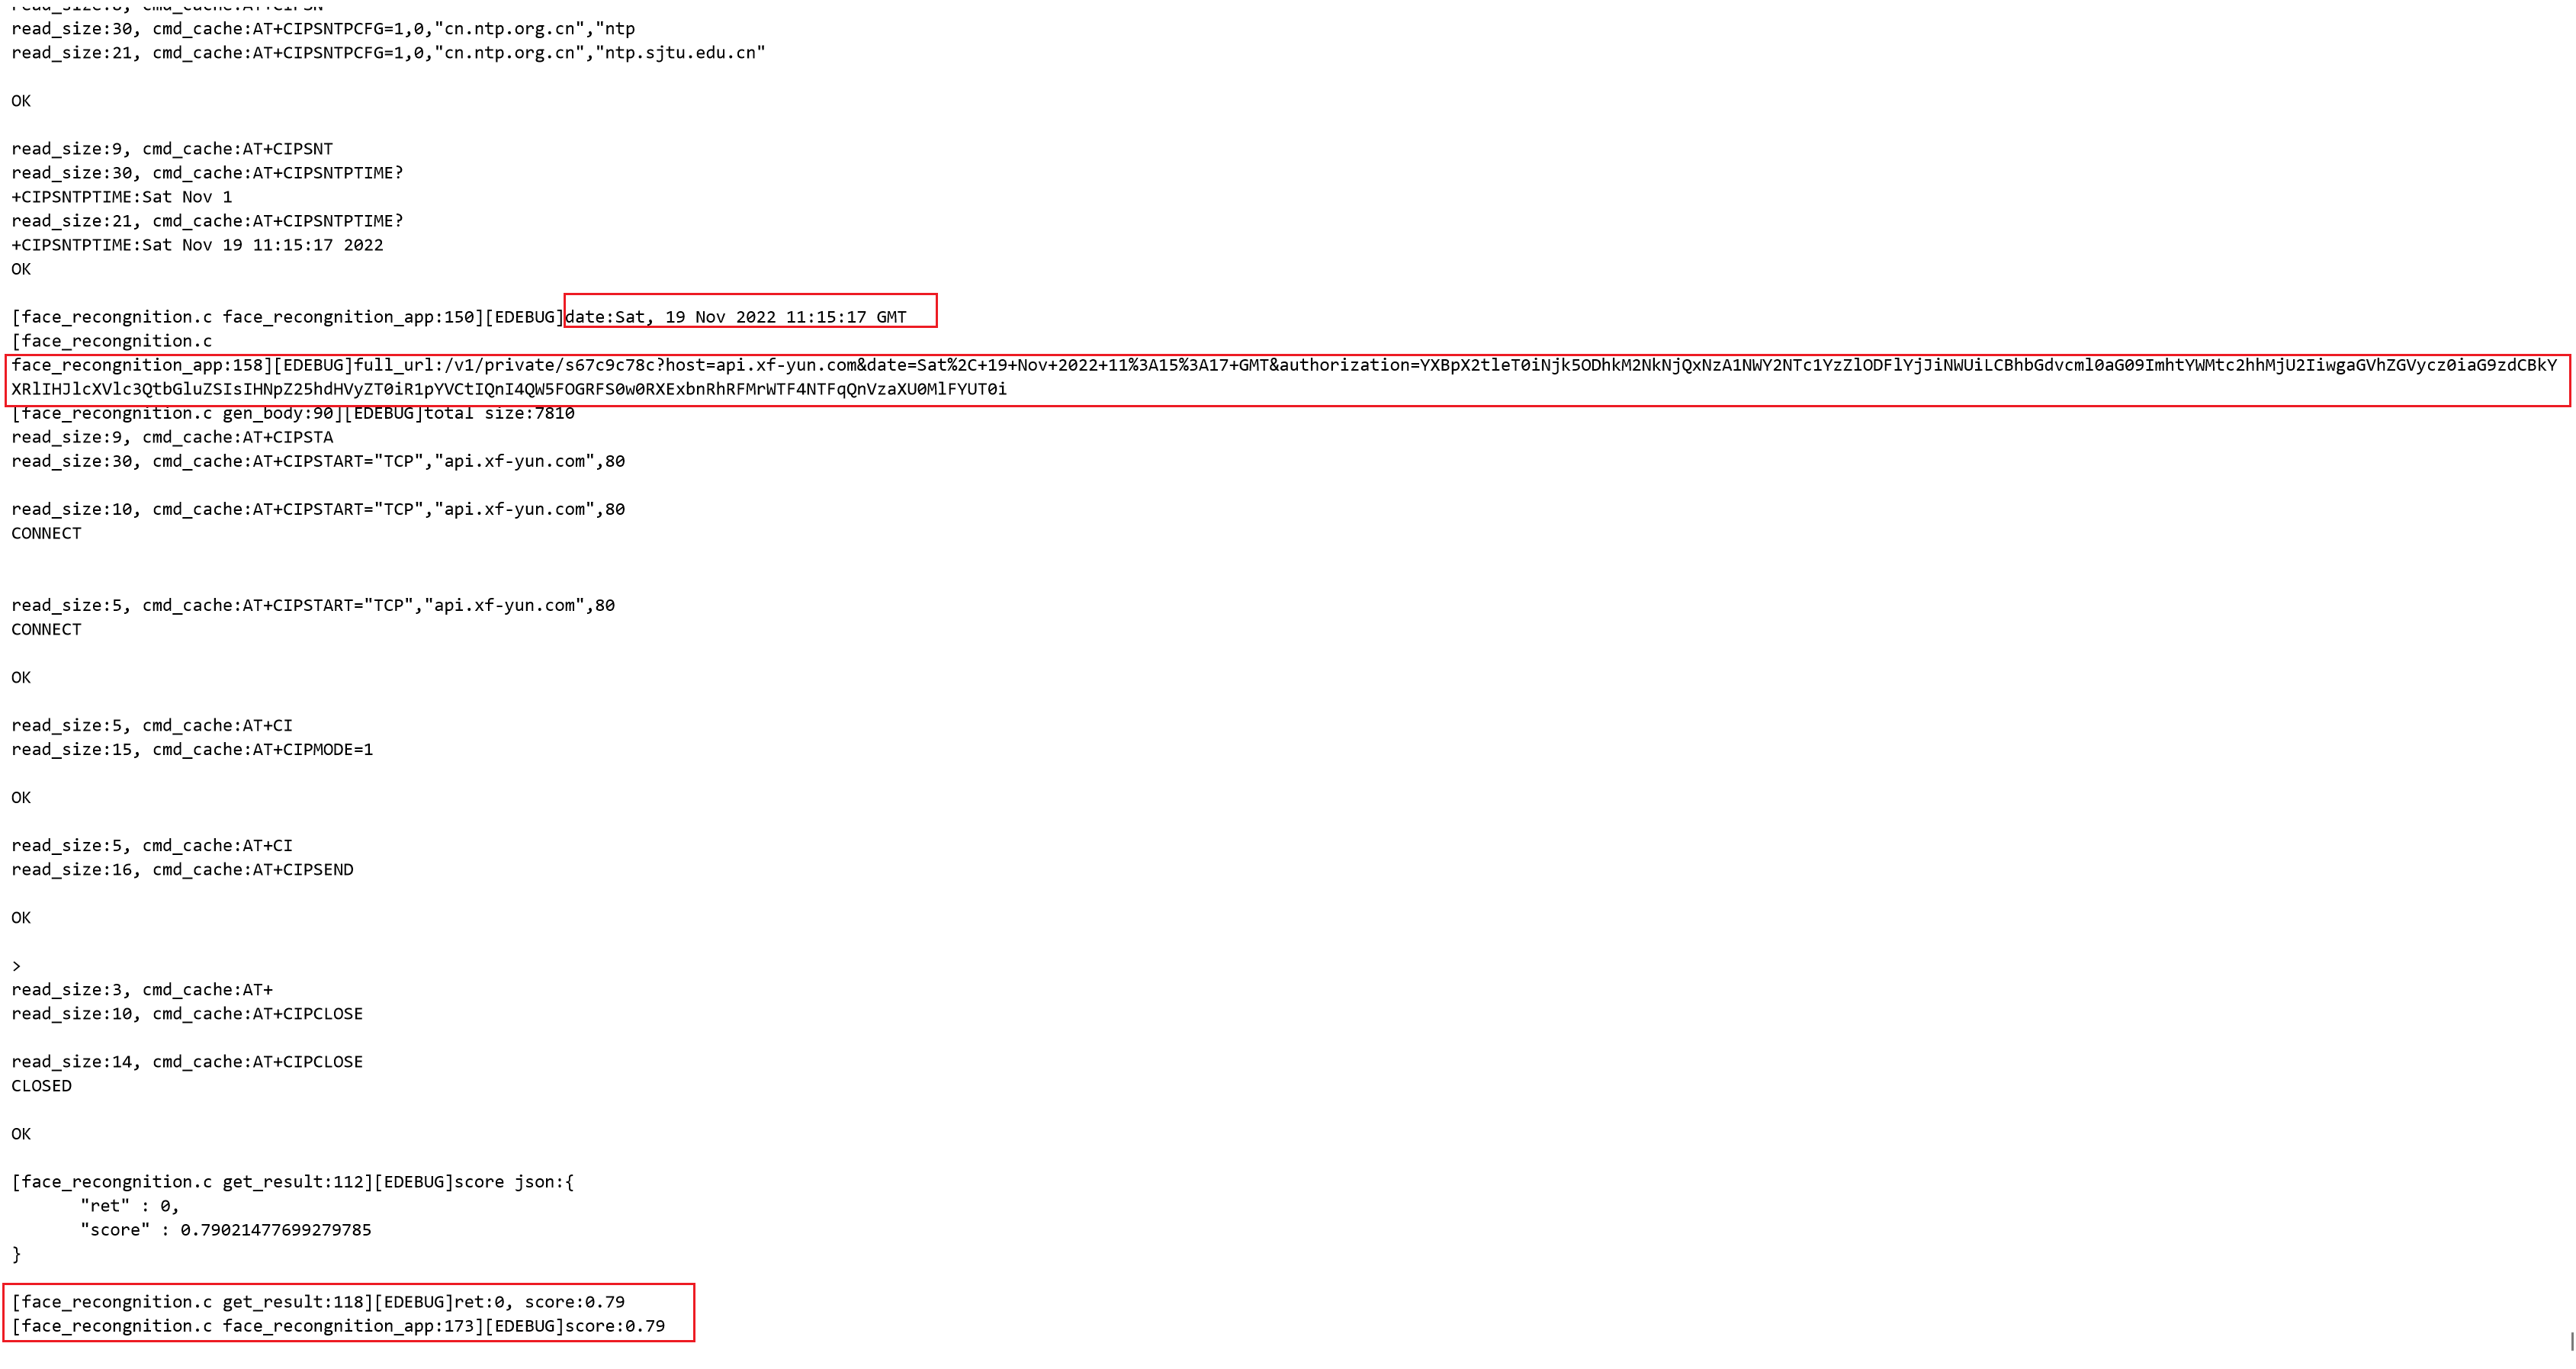 read_size:8, cmd_cache:AT+CIPSN
read_size:30, cmd_cache:AT+CIPSNTPCFG=1,0,"cn.ntp.org.cn","ntp
read_size:21, cmd_cache:AT+CIPSNTPCFG=1,0,"cn.ntp.org.cn","ntp.sjtu.edu.cn"
OK
read_size:9, cmd_cache:AT+CIPSNT
read_size:30, cmd_cache:AT+CIPSNTPTIME?
+CIPSNTPTIME:Sat Nov 1
read_size:21, cmd_cache:AT+CIPSNTPTIME?
+CIPSNTPTIME:Sat Nov 19 11:15:17 2022
OK
[face_recongnition.c face_recongnition_app:150][EDEBUG]date:Sat, 19 Nov 2022 11:15:17 GMT
[face_recongnition.c
face_recongnition_app:158][EDEBUG]full_url:/v1/private/s67c9c78c?host=api.xf-yun.com&date=Sat%2C+19+Nov+2022+11%3A15%3A17+GMT&authorization=YXBpX2tleT0iNjk5ODhkM2NkNjQxNzA1NWY2NTc1YzZlODFlYjJiNWUiLCBhbGdvcml0aG09ImhtYWMtc2hhMjU2IiwgaGVhZGVycz0iaG9zdCBkY
XRlIHJlcXVlc3QtbGluZSIsIHNpZ25hdHVyZT0iR1pYVCtIQnI4QW5FOGRFS0w0RXExbnRhRFMrWTF4NTFqQnVzaXU0MlFYUT0i
[face_recongnition.c gen_body:90][EDEBUG]total size:7810
read_size:9, cmd_cache:AT+CIPSTA
read_size:30, cmd_cache:AT+CIPSTART="TCP","api.xf-yun.com",80
read_size:10, cmd_cache:AT+CIPSTART="TCP","api.xf-yun.com",80
CONNECT
read_size:5, cmd_cache:AT+CIPSTART="TCP","api.xf-yun.com",80
CONNECT
OK
read_size:5, cmd_cache:AT+CI
read_size:15, cmd_cache:AT+CIPMODE=1
OK
read_size:5, cmd_cache:AT+CI
read_size:16, cmd_cache:AT+CIPSEND
OK
>
read_size:3, cmd_cache:AT+
read_size:10, cmd_cache:AT+CIPCLOSE
read_size:14, cmd_cache:AT+CIPCLOSE
CLOSED
OK
[face_recongnition.c get_result:112][EDEBUG]score json:{
"ret" : 0,
"score" : 0.79021477699279785
}
[face_recongnition.c get_result:118][EDEBUG]ret:0, score:0.79
[face_recongnition.c face_recongnition_app:173][EDEBUG]score:0.79